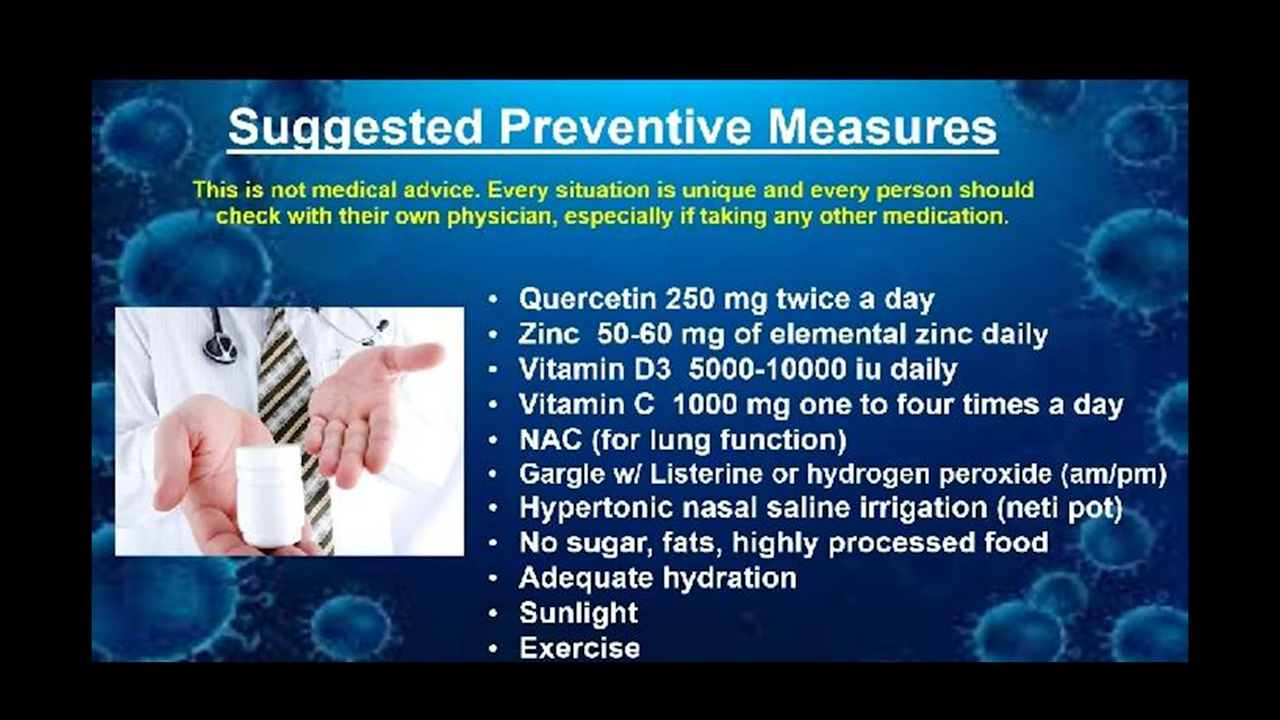 Suggested Preventive Measures
This is not medical advice. Every situation is unique and every person should
check with their own physician, especially if taking any other medication.
• Quercetin 250 mg twice a day
• Zinc 50-60 mg of elemental zinc daily
• Vitamin D3 5000-10000 iu daily
• Vitamin C 1000 mg one to four times a day
• NAC (for lung function)
• Gargle w/ Listerine or hydrogen peroxide (am/pm)
• Hypertonic nasal saline irrigation (neti pot)
• No sugar, fats, highly processed food
• Adequate hydration
• Sunlight
• Exercise